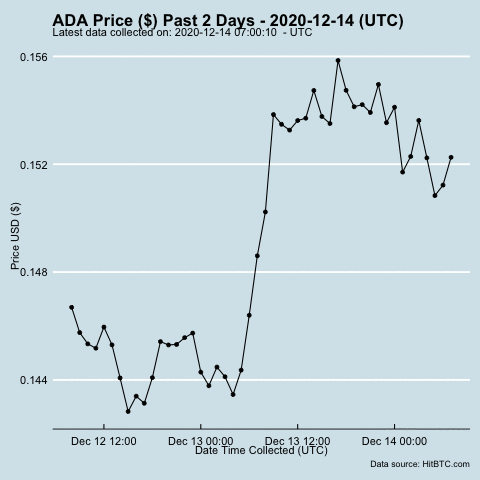 ADA Price ($) Past 2 Days - 2020-12-14 (UTC)
Latest data collected on: 2020-12-14 07:00:10 - UTC
0.156
0.152
0.148
0.144
Price USD ($)
Dec 12 12:00 Dec 13 00:00 Dec 13 12:00 Dec 14 00:00
Date Time Collected (UTC)
Data source: HitBTC.com